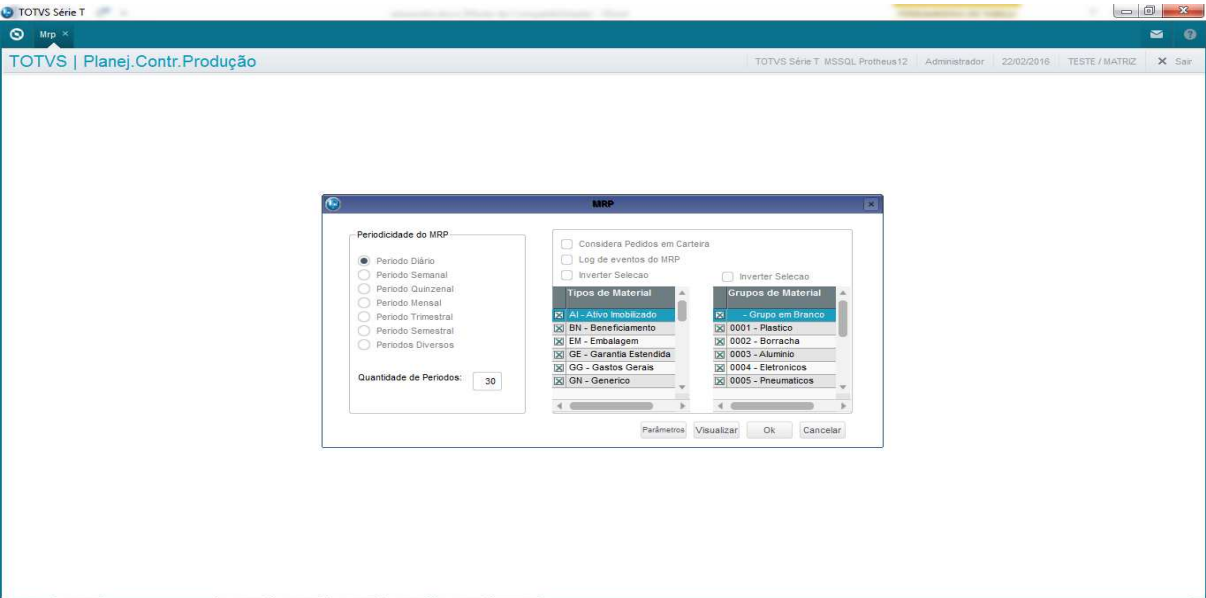 TOTVS Série T
Mrp ×
TOTVS | Planej.Contr.Produção
TOTVS Série T MSSQL Protheus12 Administrador 22/02/2016 TESTE / MATRIZ Sair
MRP
Periodicidade do MRP
Periodo Diário
Periodo Semanal
Periodo Quinzenal
Periodo Mensal
Periodo Trimestral
Periodo Semestral
Periodos Diversos
Quantidade de Periodos: 30
Considera Pedidos em Carteira
Log de eventos do MRP
Inverter Selecao
Tipos de Material
AI - Ativo Imobilizado
BN - Beneficiamento
EM - Embalagem
GE - Garantia Estendida
GG - Gastos Gerais
GN - Generico
Inverter Selecao
Grupos de Material
- Grupo em Branco
0001 - Plastico
0002 - Borracha
0003 - Aluminio
0004 - Eletronicos
0005 - Pneumaticos
Parâmetros Visualizar Ok Cancelar